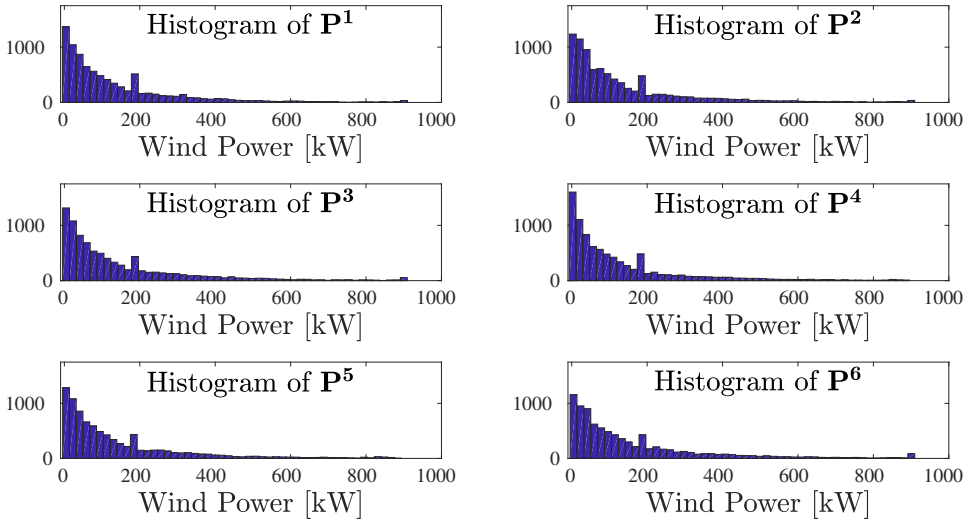 Histogram of P¹
1000
0
0 200 400 600 800 1000
Wind Power [kW]
Histogram of P²
1000
0
0 200 400 600 800 1000
Wind Power [kW]
Histogram of P³
1000
0
0 200 400 600 800 1000
Wind Power [kW]
Histogram of P⁴
1000
0
0 200 400 600 800 1000
Wind Power [kW]
Histogram of P⁵
1000
0
0 200 400 600 800 1000
Wind Power [kW]
Histogram of P⁶
1000
0
0 200 400 600 800 1000
Wind Power [kW]